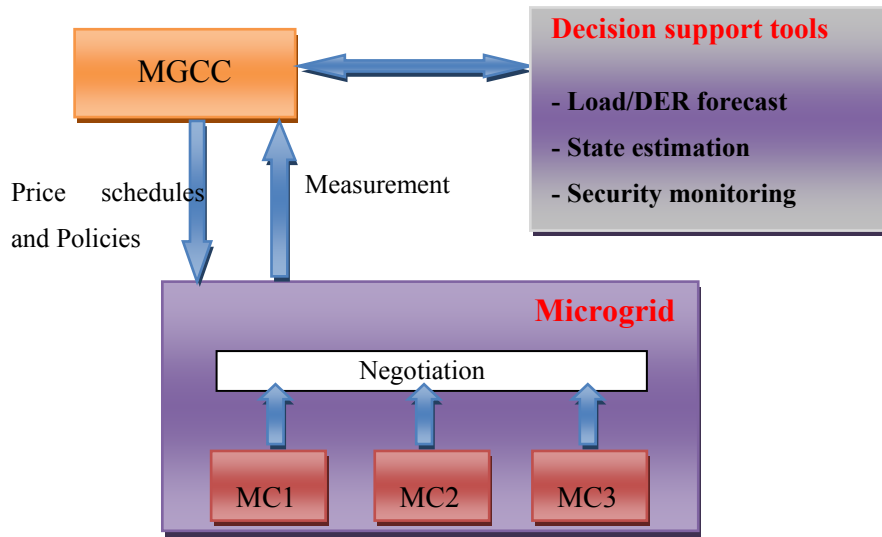 MGCC
Decision support tools
- Load/DER forecast
- State estimation
- Security monitoring
Price schedules
and Policies
Measurement
Microgrid
Negotiation
MC1
MC2
MC3